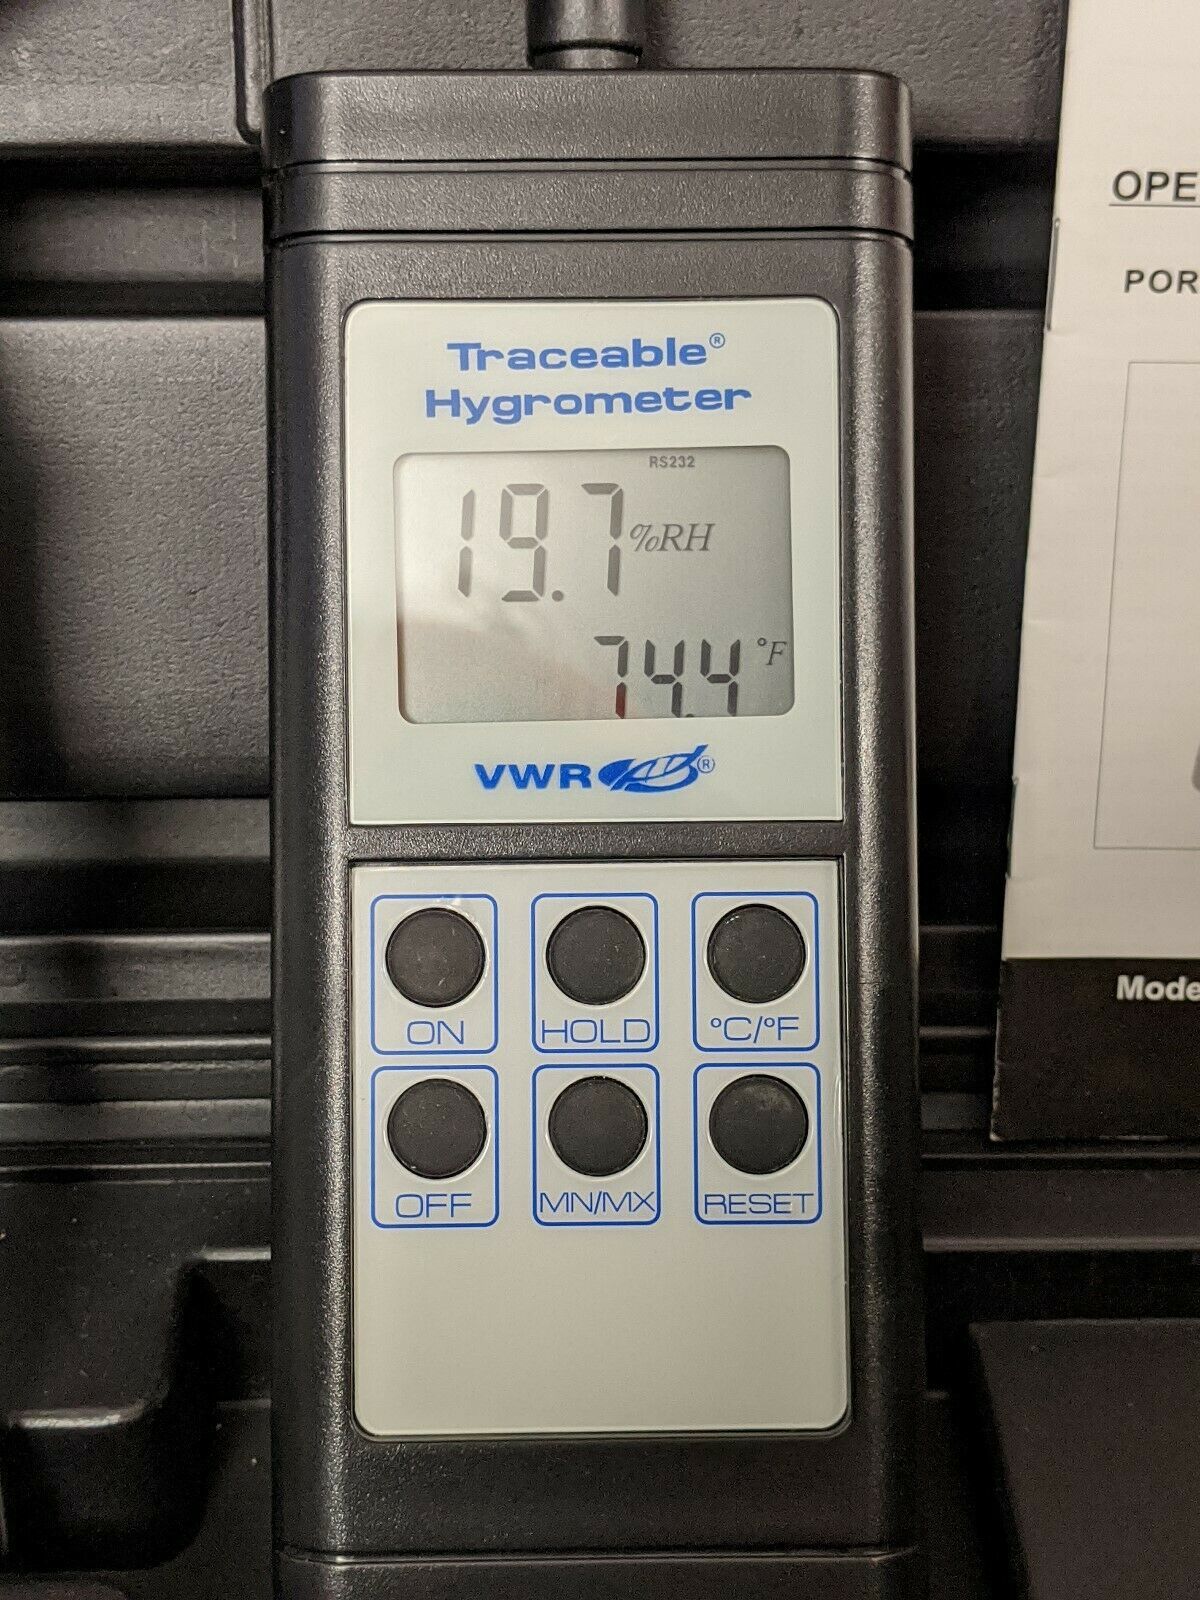 Traceable®
Hygrometer
RS232
19.7 %RH
74.4 °F
VWR ®
ON HOLD °C/°F
OFF MN/MX RESET
OPE
POR
Mode